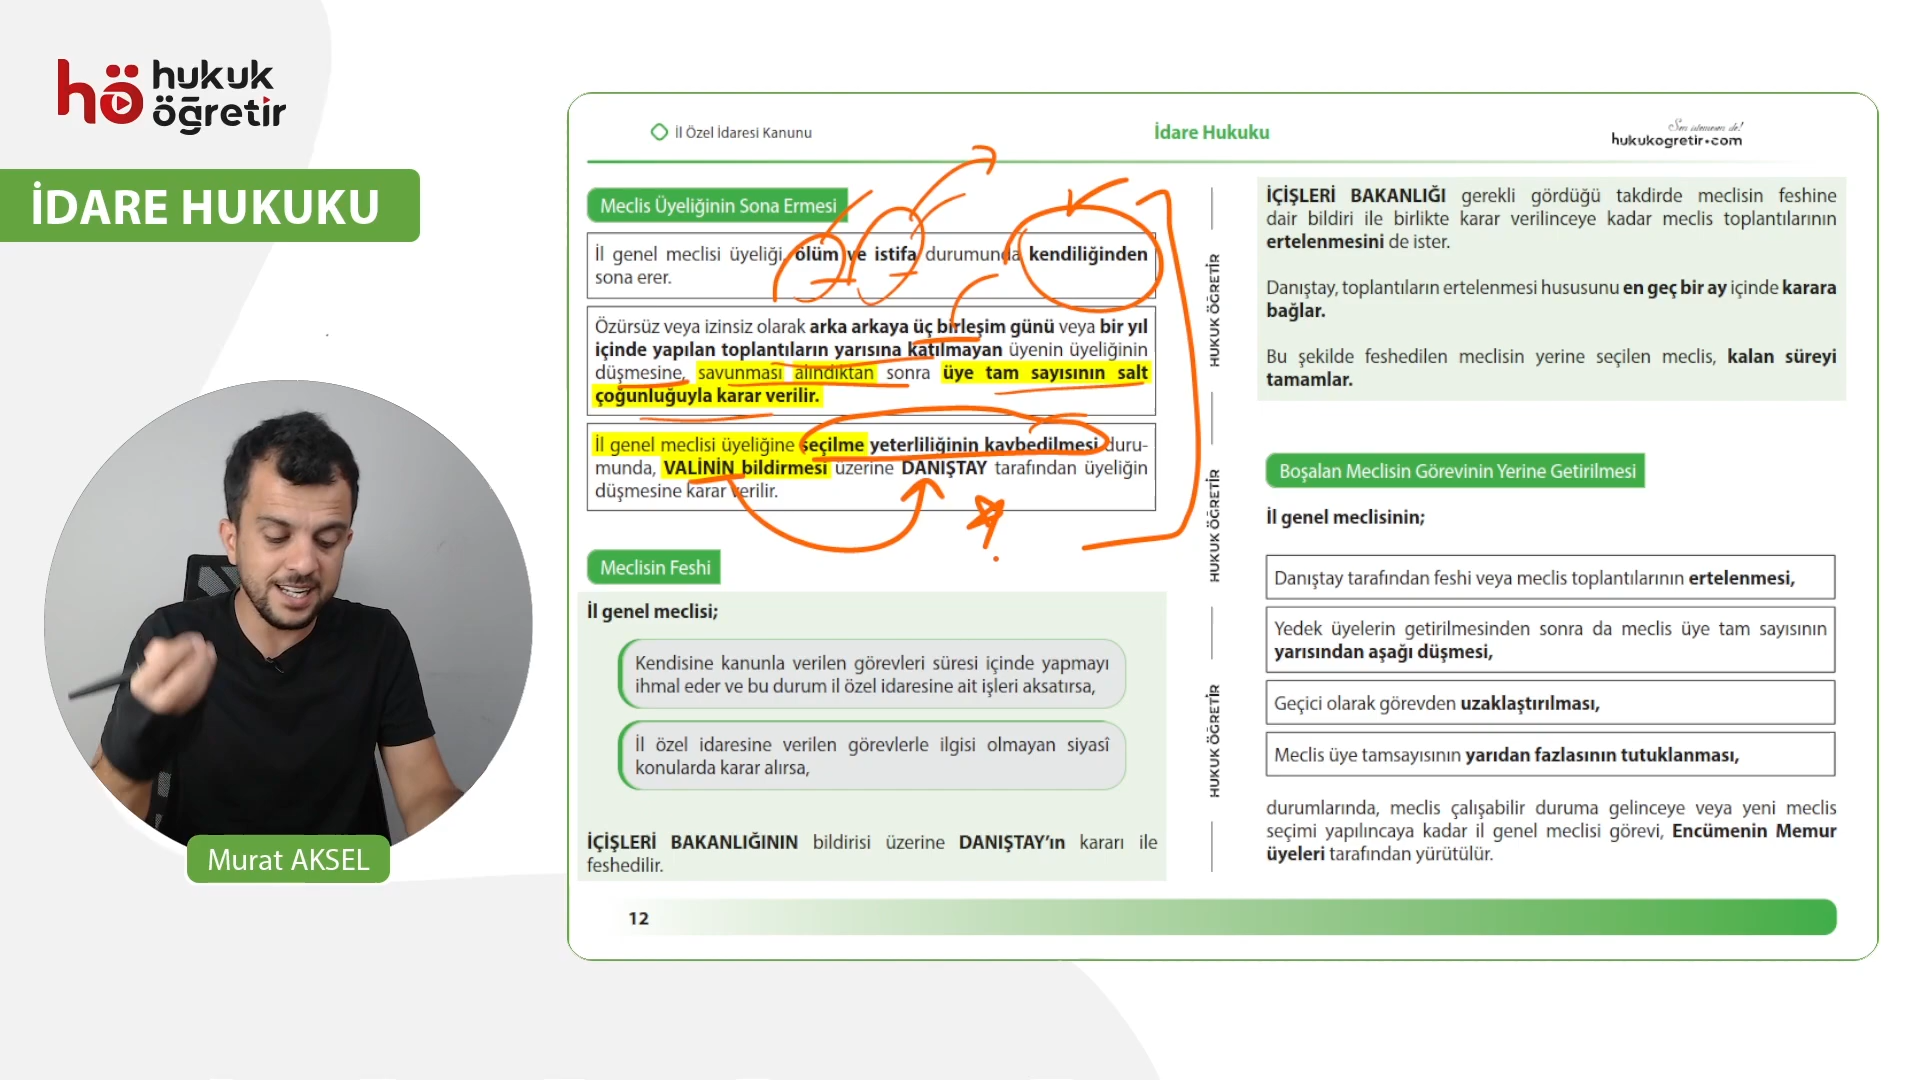 hö hukuk
öğretir
İDARE HUKUKU
Murat AKSEL
İl Özel İdaresi Kanunu
İdare Hukuku
Sen istemesen de!
hukukogretir•com
Meclis Üyeliğinin Sona Ermesi
İl genel meclisi üyeliği, ölüm ve istifa durumunda kendiliğinden
sona erer.
Özürsüz veya izinsiz olarak arka arkaya üç birleşim günü veya bir yıl
içinde yapılan toplantıların yarısına katılmayan üyenin üyeliğinin
düşmesine, savunması alındıktan sonra üye tam sayısının salt
çoğunluğuyla karar verilir.
İl genel meclisi üyeliğine seçilme yeterliliğinin kaybedilmesi duru-
munda, VALİNİN bildirmesi üzerine DANIŞTAY tarafından üyeliğin
düşmesine karar verilir.
Meclisin Feshi
İl genel meclisi;
Kendisine kanunla verilen görevleri süresi içinde yapmayı
ihmal eder ve bu durum il özel idaresine ait işleri aksatırsa,
İl özel idaresine verilen görevlerle ilgisi olmayan siyasî
konularda karar alırsa,
İÇİŞLERİ BAKANLIĞININ bildirisi üzerine DANIŞTAY'ın kararı ile
feshedilir.
12
HUKUK ÖĞRETİR
HUKUK ÖĞRETİR
HUKUK ÖĞRETİR
İÇİŞLERİ BAKANLIĞI gerekli gördüğü takdirde meclisin feshine
dair bildiri ile birlikte karar verilinceye kadar meclis toplantılarının
ertelenmesini de ister.
Danıştay, toplantıların ertelenmesi hususunu en geç bir ay içinde karara
bağlar.
Bu şekilde feshedilen meclisin yerine seçilen meclis, kalan süreyi
tamamlar.
Boşalan Meclisin Görevinin Yerine Getirilmesi
İl genel meclisinin;
Danıştay tarafından feshi veya meclis toplantılarının ertelenmesi,
Yedek üyelerin getirilmesinden sonra da meclis üye tam sayısının
yarısından aşağı düşmesi,
Geçici olarak görevden uzaklaştırılması,
Meclis üye tamsayısının yarıdan fazlasının tutuklanması,
durumlarında, meclis çalışabilir duruma gelinceye veya yeni meclis
seçimi yapılıncaya kadar il genel meclisi görevi, Encümenin Memur
üyeleri tarafından yürütülür.